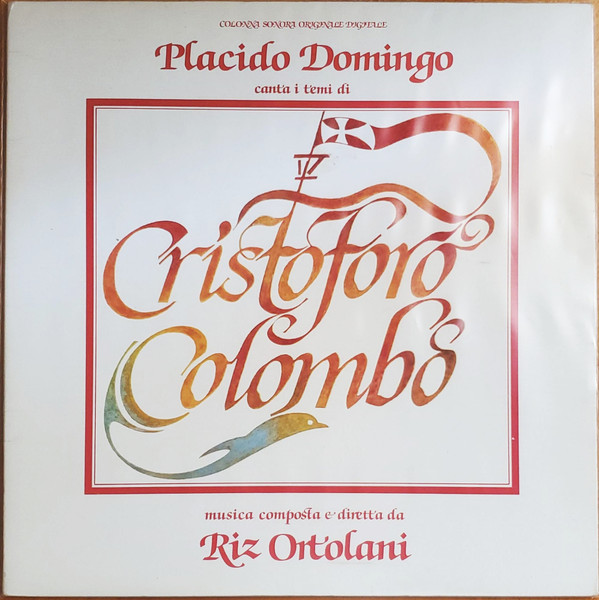 COLONNA SONORA ORIGINALE DIGITALE
Placido Domingo
canta i temi di
Cristoforo
Colombo
musica composta e diretta da
Riz Ortolani